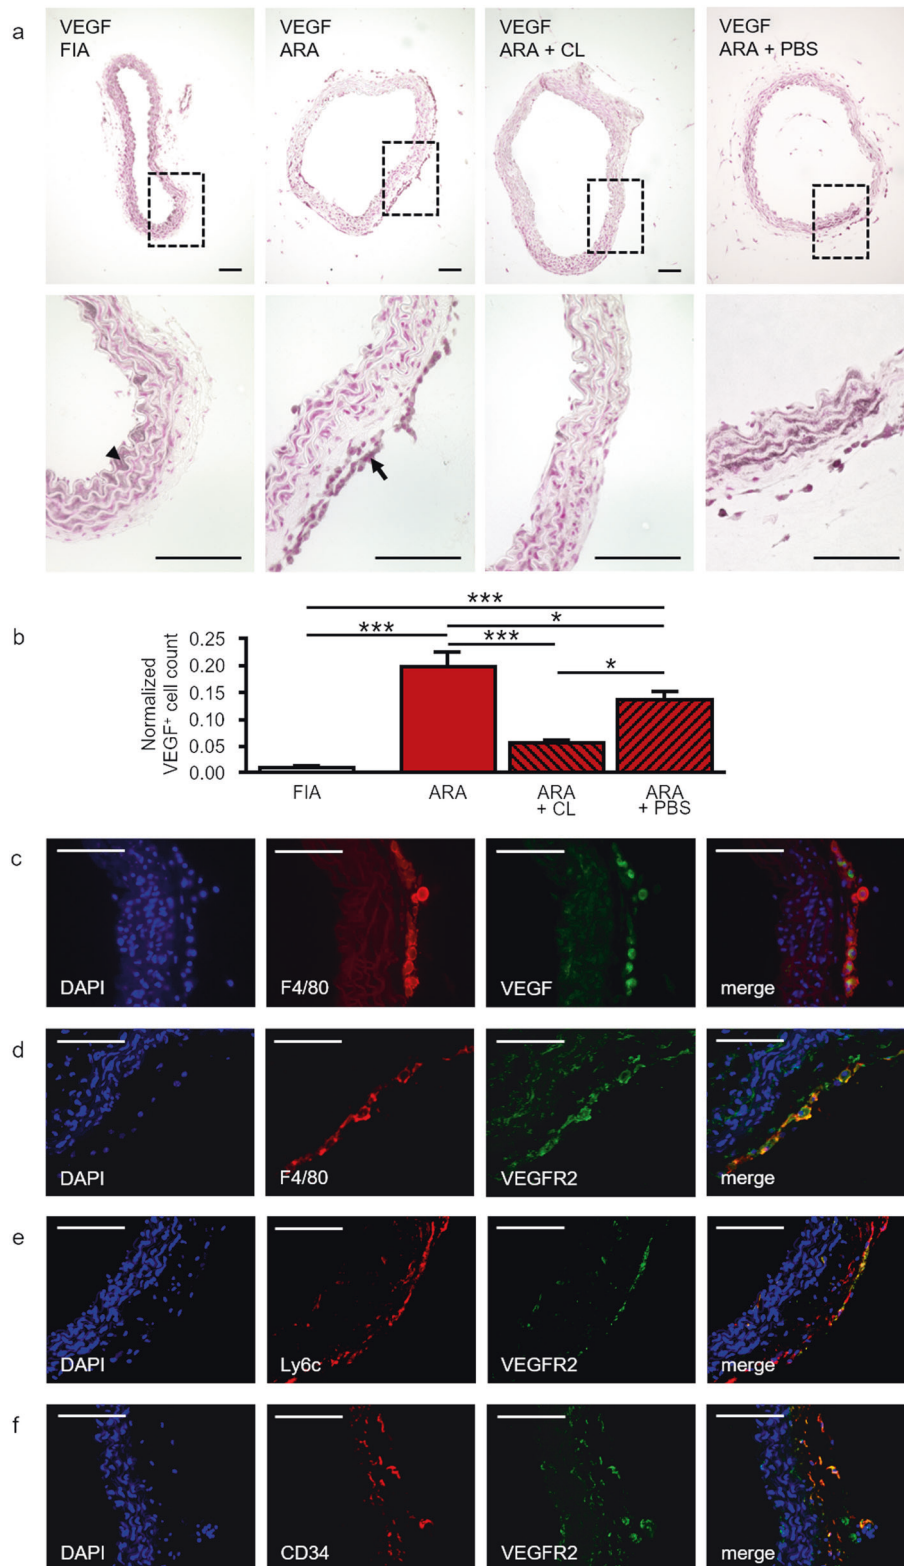 a
VEGF
FIA
VEGF
ARA
VEGF
ARA + CL
VEGF
ARA + PBS
b
Normalized
VEGF+ cell count
0.25
0.20
0.15
0.10
0.05
0.00
***
***
*
***
*
FIA
ARA
ARA
+ CL
ARA
+ PBS
c
DAPI
F4/80
VEGF
merge
d
DAPI
F4/80
VEGFR2
merge
e
DAPI
Ly6c
VEGFR2
merge
f
DAPI
CD34
VEGFR2
merge